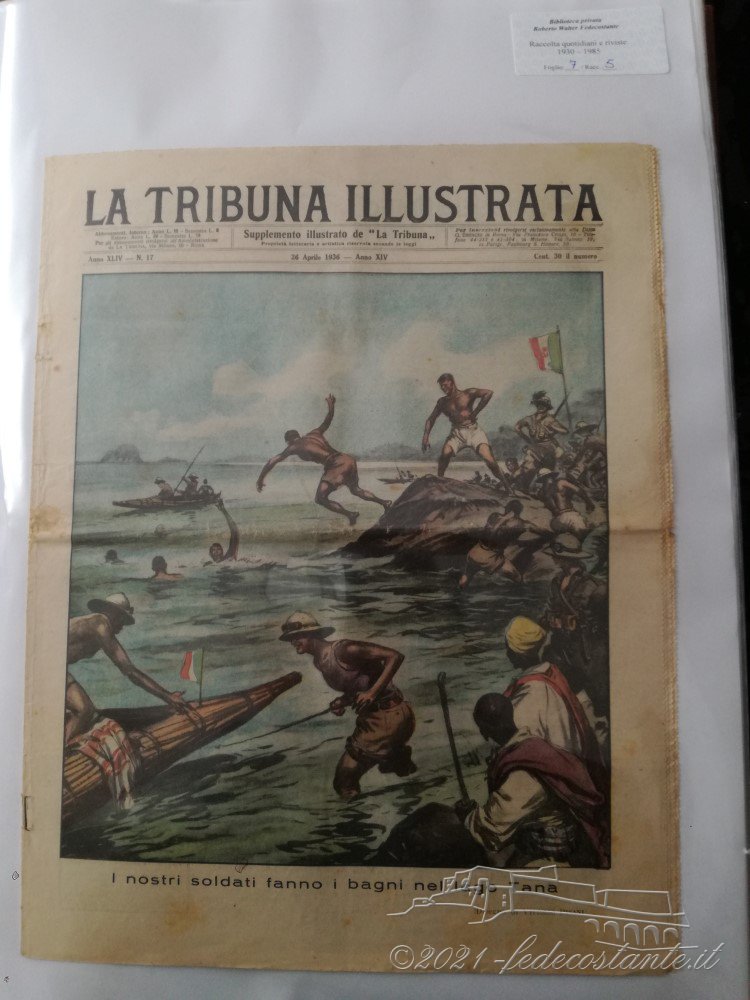 Biblioteca privata
Roberto Walter Fedecostante
Raccolta quotidiani e riviste
1930 - 1985
Foglio: 7 / Racc. 5
LA TRIBUNA ILLUSTRATA
Supplemento illustrato de "La Tribuna„
Proprietà letteraria e artistica riservata secondo le leggi
Anno XLIV — N. 17
26 Aprile 1936 — Anno XIV
Cent. 30 il numero
I nostri soldati fanno i bagni nel lago Tana
©2021-fedecostante.it